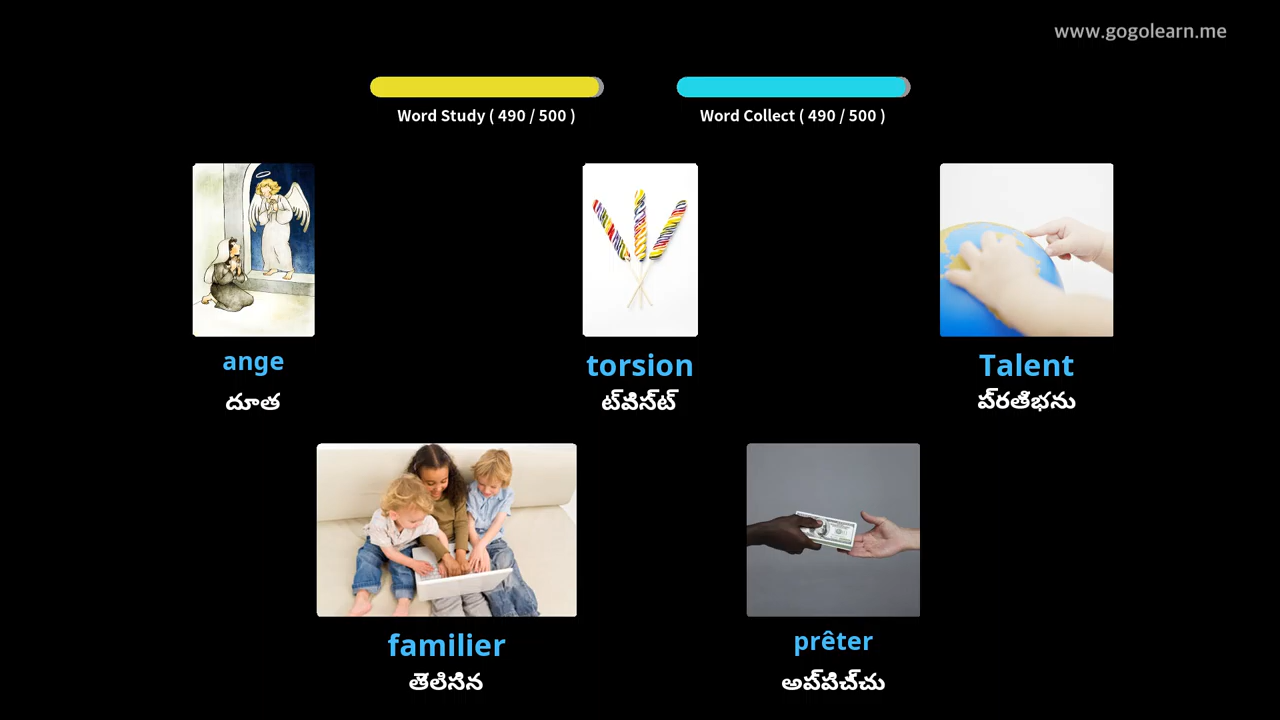 www.gogolearn.me
Word Study ( 490 / 500 )
Word Collect ( 490 / 500 )
ange
దూత
torsion
ట్విస్ట్
Talent
ప్రతిభను
familier
తెలిసిన
prêter
అప్పిచ్చు